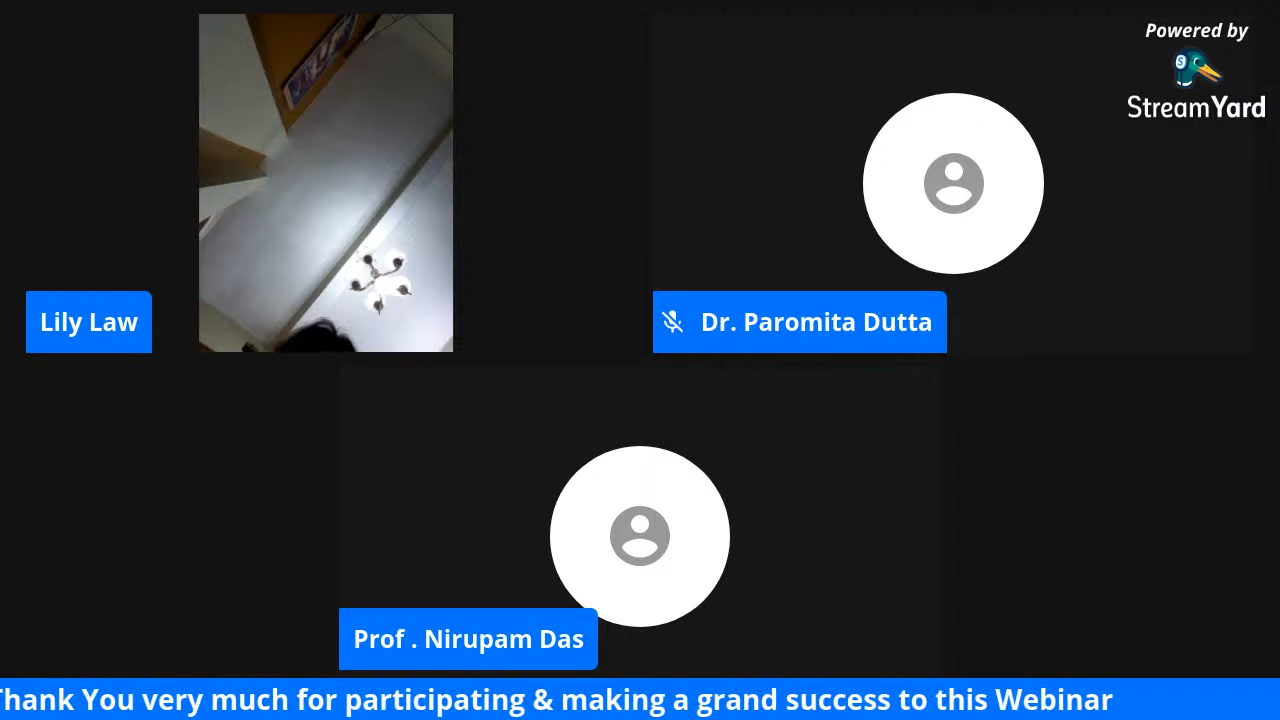 Powered by
StreamYard
Lily Law
Dr. Paromita Dutta
Prof . Nirupam Das
Thank You very much for participating & making a grand success to this Webinar